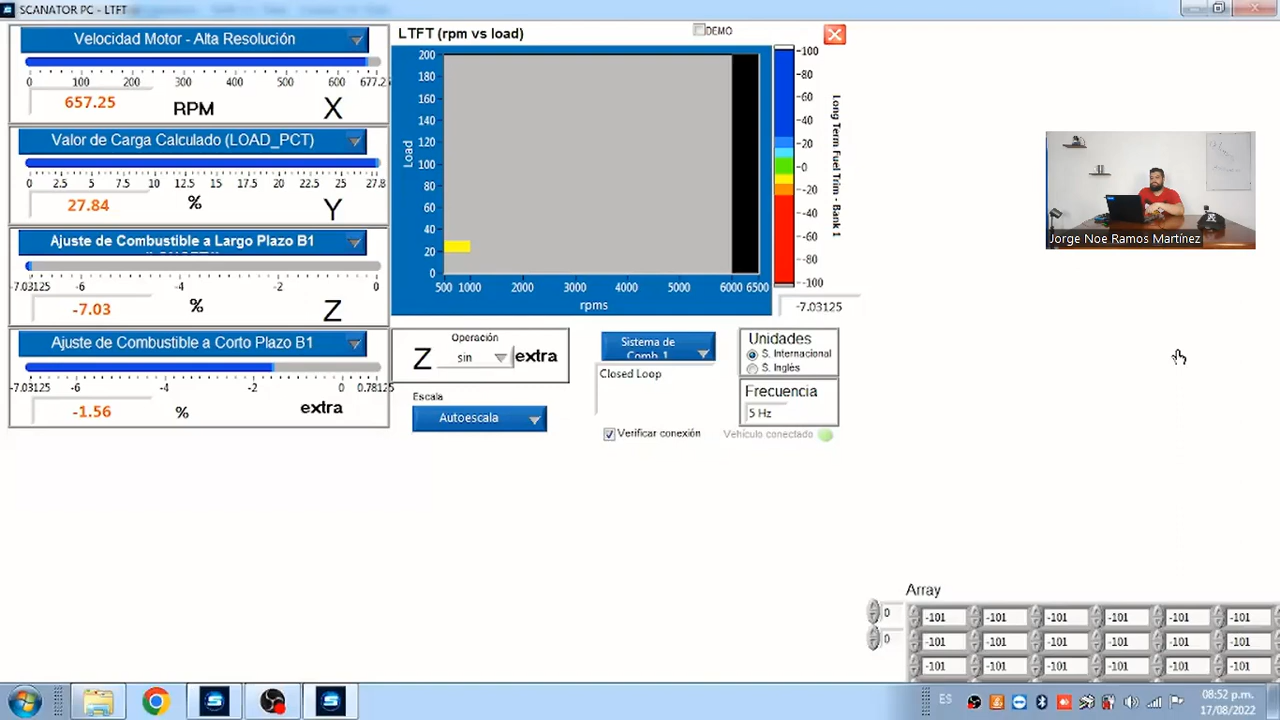 SCANATOR PC - LTFT
Velocidad Motor - Alta Resolución
0 100 200 300 400 500 600 677.2
657.25 RPM X
Valor de Carga Calculado (LOAD_PCT)
0 2.5 5 7.5 10 12.5 15 17.5 20 22.5 25 27.8
27.84 % Y
Ajuste de Combustible a Largo Plazo B1
-7.03125 -6 -4 -2 0
-7.03 % Z
Ajuste de Combustible a Corto Plazo B1
-7.03125 -6 -4 -2 0 0.78125
-1.56 % extra
LTFT (rpm vs load)
DEMO
Load
200
180
160
140
120
100
80
60
40
20
0
500 1000 2000 3000 4000 5000 6000 6500
rpms
-100
-80
-60
-40
-20
-0
--20
--40
--60
--80
--100
Long Term Fuel Trim - Bank 1
-7.03125
Operación
Z sin extra
Escala
Autoescala
Sistema de
Comb 1
Closed Loop
Verificar conexión
Unidades
S. Internacional
S. Inglés
Frecuencia
5 Hz
Vehículo conectado
Jorge Noe Ramos Martínez
Array
0 -101 -101 -101 -101 -101 -101
0 -101 -101 -101 -101 -101 -101
-101 -101 -101 -101 -101 -101
ES
08:52 p.m.
17/08/2022